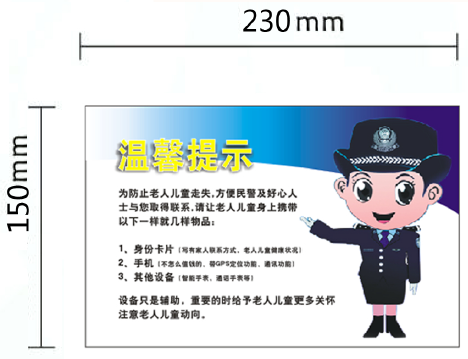 230mm
150mm
温馨提示
为防止老人儿童走失,方便民警及好心人
士与您取得联系,请让老人儿童身上携带
以下一样就几样物品:
1、身份卡片(写有家人联系方式,老人儿童健康状况)
2、手机(不怎么值钱的,带GPS定位功能,通讯功能)
3、其他设备(智能手表,通话手表等)
设备只是辅助,重要的时给予老人儿童更多关怀
注意老人儿童动向。